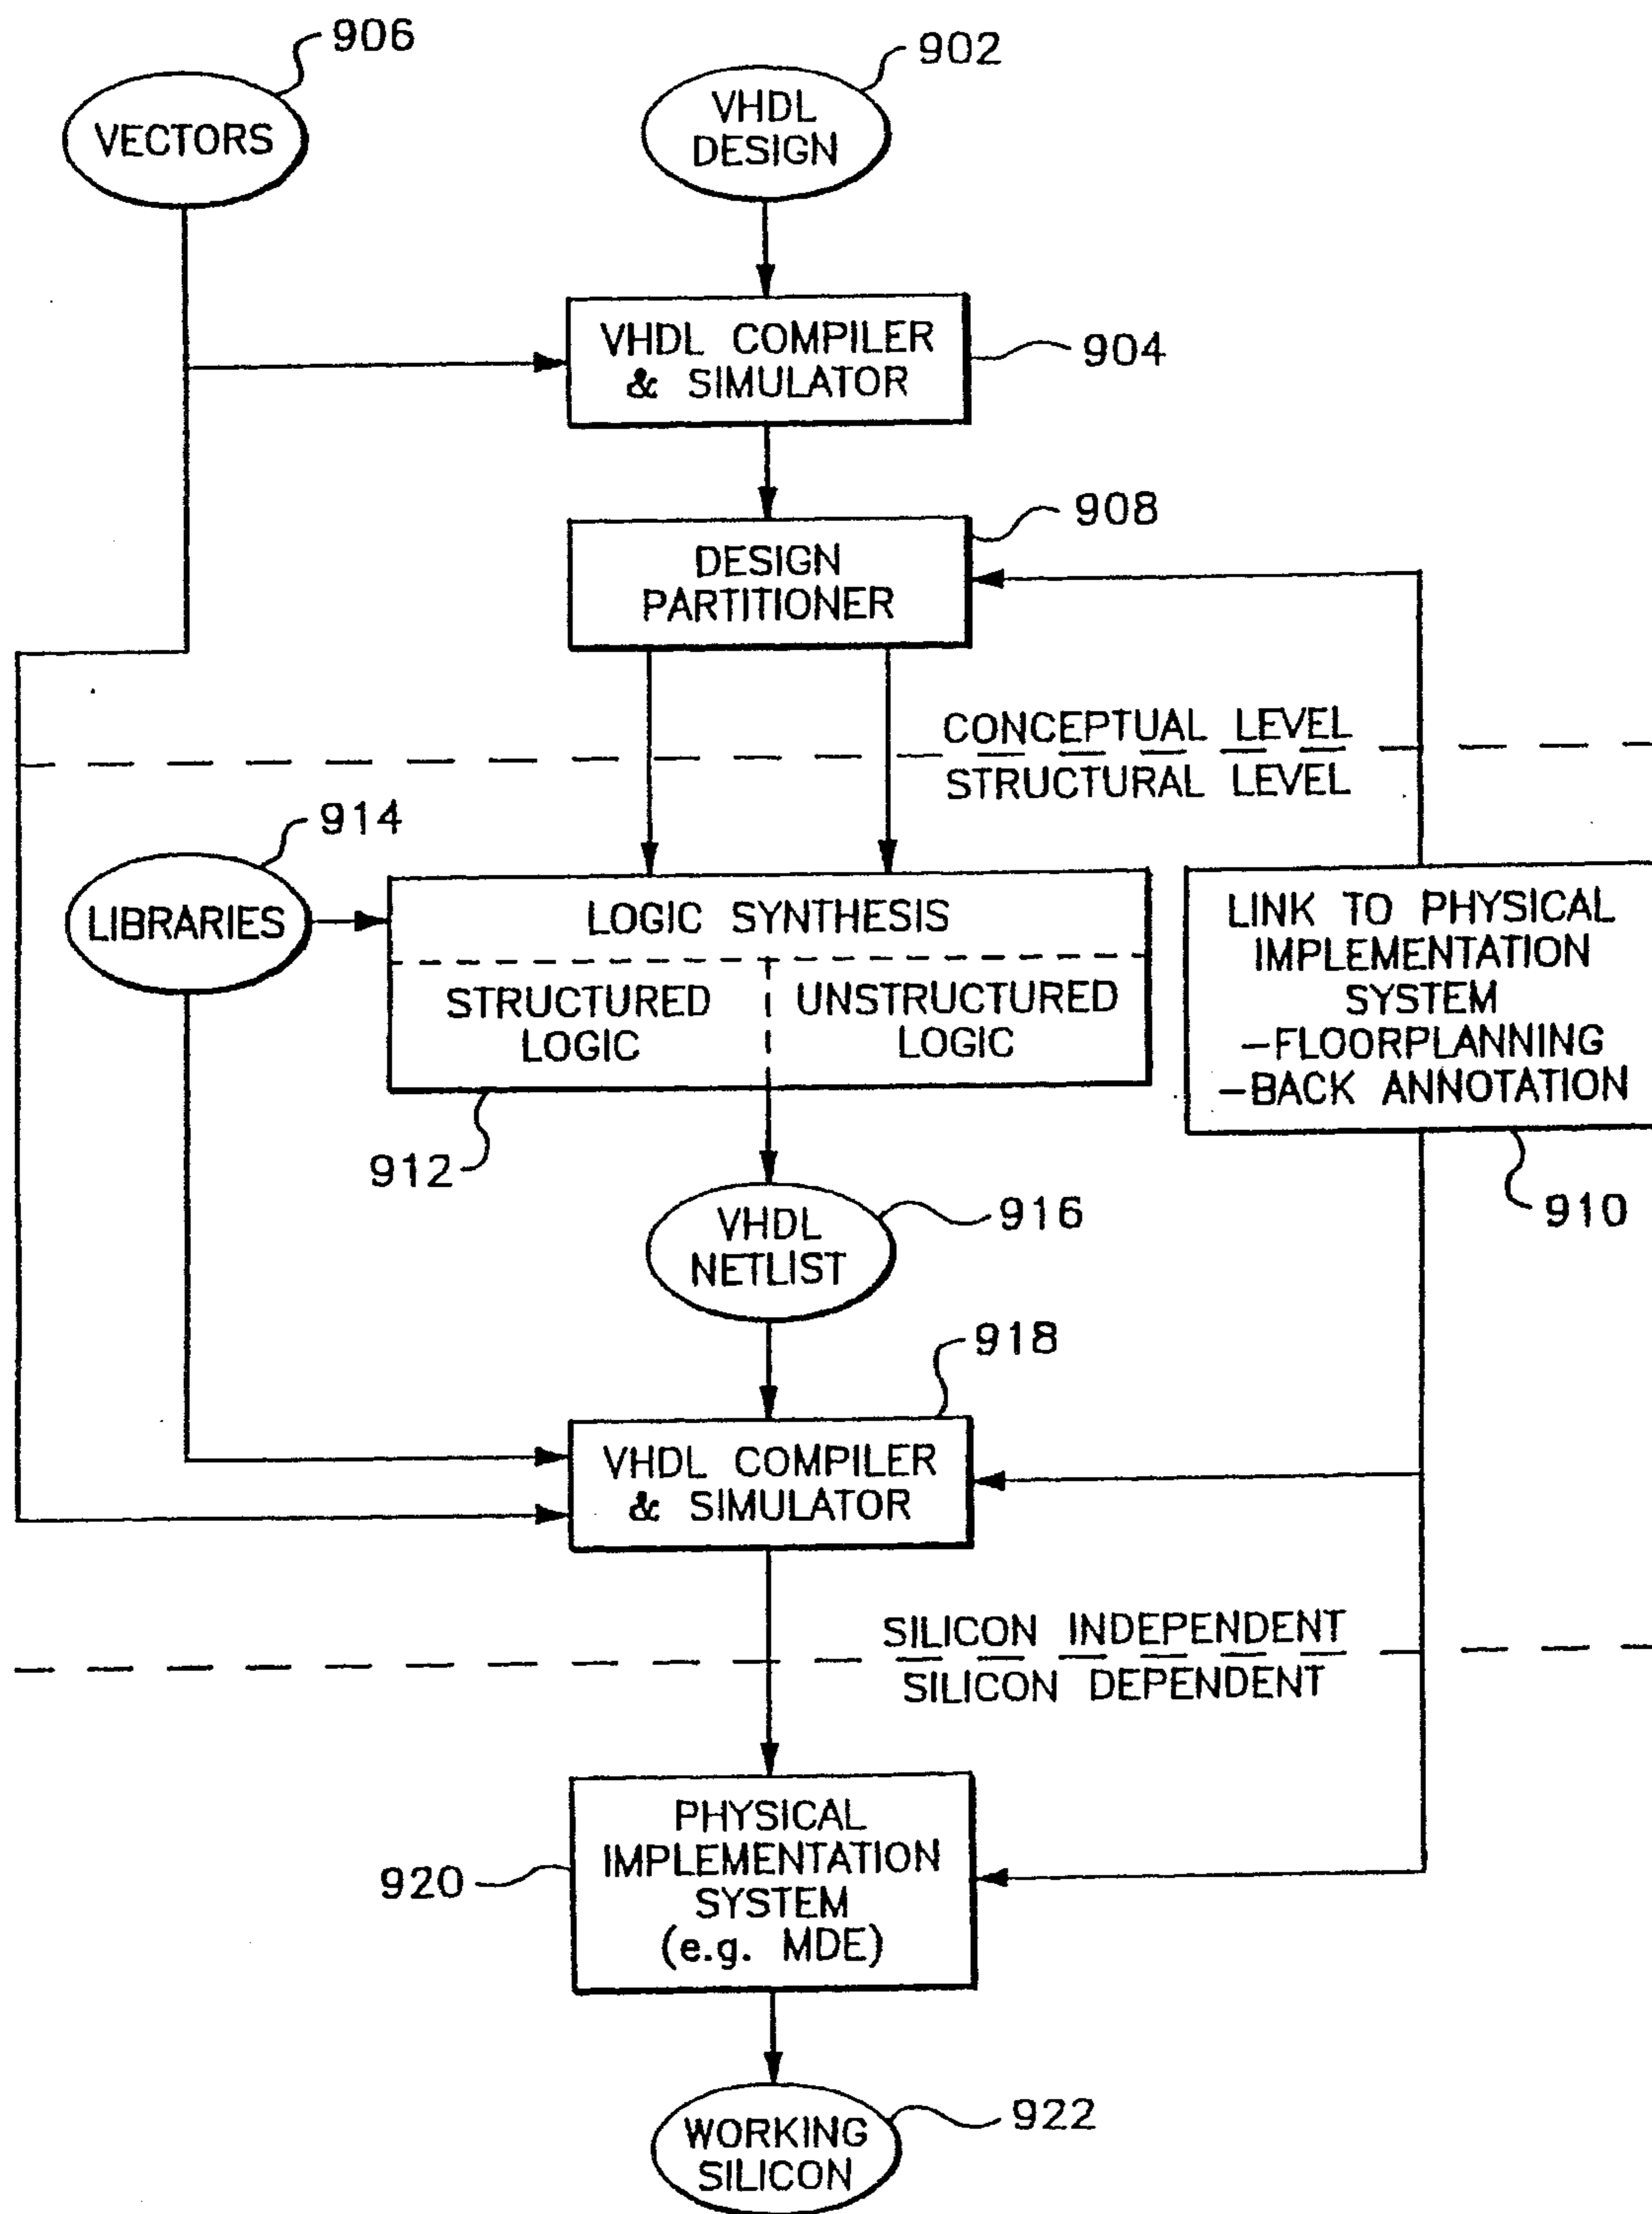 906
VECTORS
902
VHDL
DESIGN
VHDL COMPILER
& SIMULATOR
904
908
DESIGN
PARTITIONER
CONCEPTUAL LEVEL
STRUCTURAL LEVEL
914
LIBRARIES
LOGIC SYNTHESIS
STRUCTURED
LOGIC
UNSTRUCTURED
LOGIC
912
LINK TO PHYSICAL
IMPLEMENTATION
SYSTEM
-FLOORPLANNING
-BACK ANNOTATION
910
VHDL
NETLIST
916
918
VHDL COMPILER
& SIMULATOR
SILICON INDEPENDENT
SILICON DEPENDENT
PHYSICAL
IMPLEMENTATION
SYSTEM
(e.g. MDE)
920
WORKING
SILICON
922